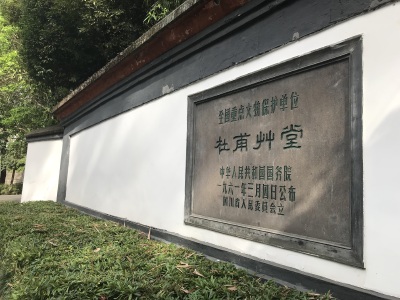 全国重点文物保护单位
杜甫艸堂
中华人民共和国国务院
一九六一年三月四日公布
四川省人民委员会立